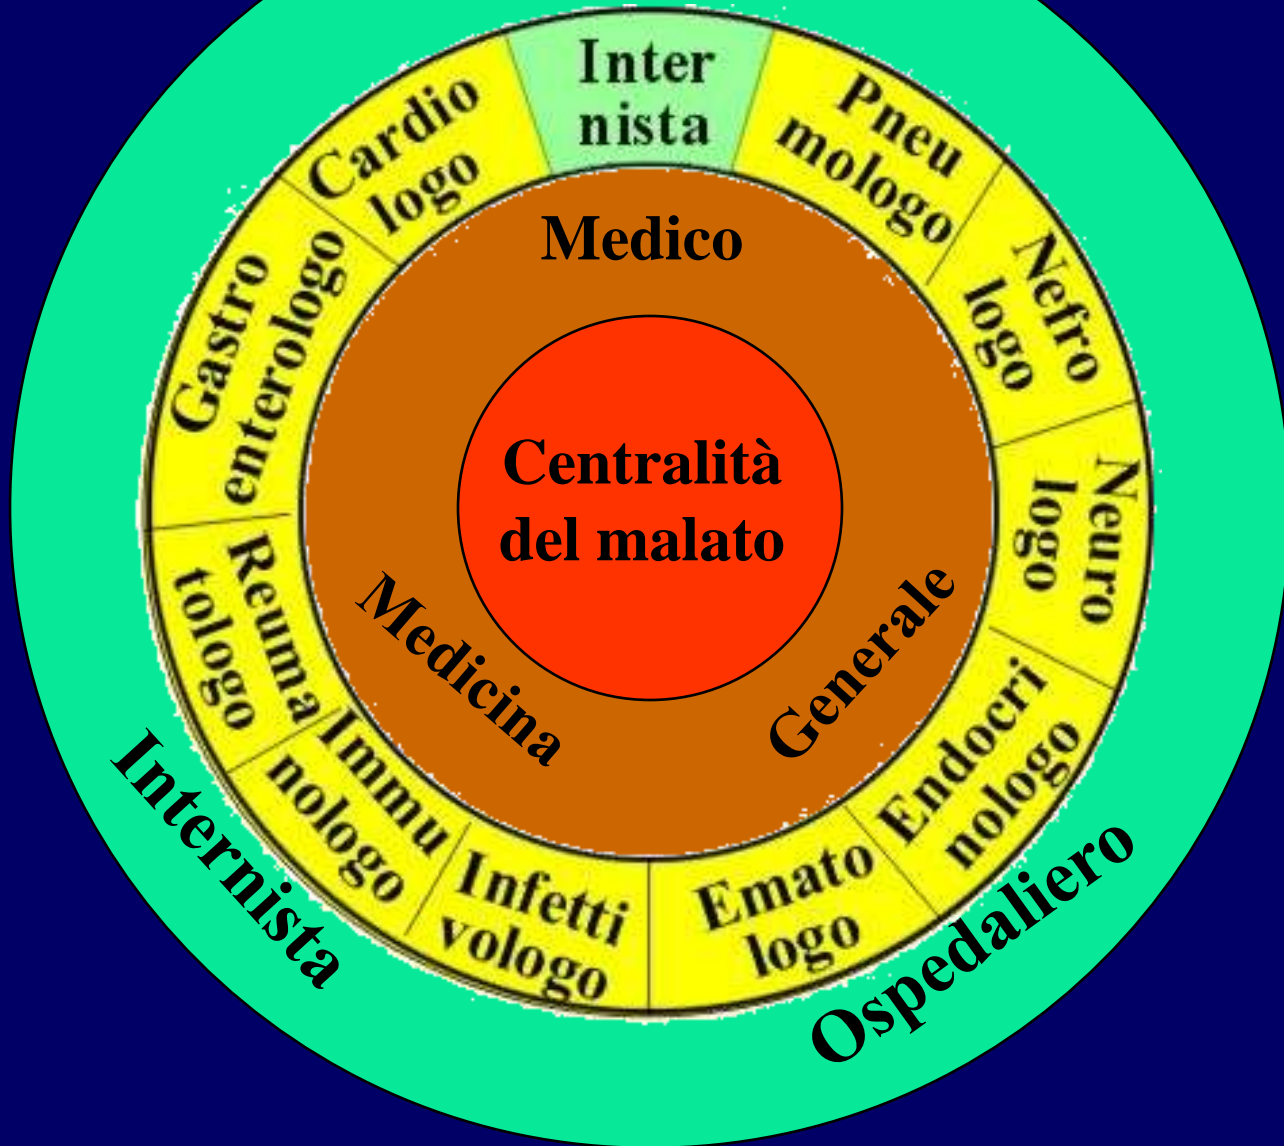 Inter
nista
Pneu
mologo
Nefro
logo
Neuro
logo
Endocri
nologo
Emato
logo
Infetti
vologo
Immu
nologo
Reuma
tologo
Gastro
enterologo
Cardio
logo
Medico
Medicina
Generale
Centralità
del malato
Internista
Ospedaliero